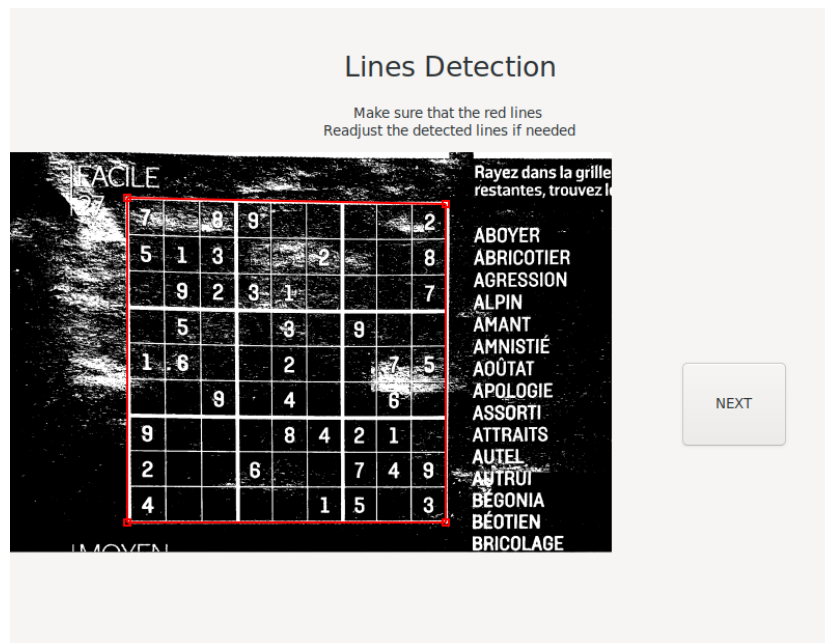 Lines Detection
Make sure that the red lines
Readjust the detected lines if needed
FACILE
27
7 8 9 2
5 1 3 2 8
9 2 3 1 7
5 3 9
1 6 2 7 5
9 4 6
9 8 4 2 1
2 6 7 4 9
4 1 5 3
MOYEN
Rayez dans la grille
restantes, trouvez
ABOYER
ABRICOTIER
AGRESSION
ALPIN
AMANT
AMNISTIÉ
AOÛTAT
APOLOGIE
ASSORTI
ATTRAITS
AUTEL
AUTRUI
BÉGONIA
BÉOTIEN
BRICOLAGE
NEXT